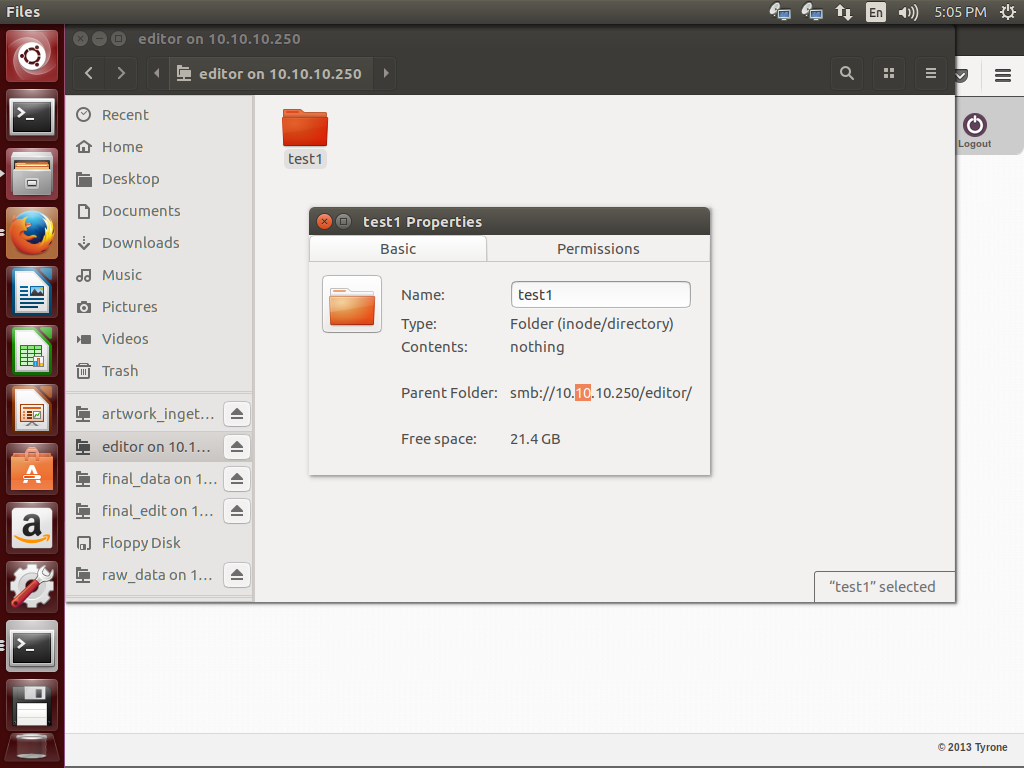 Files
En
5:05 PM
editor on 10.10.10.250
editor on 10.10.10.250
Recent
Home
Desktop
Documents
Downloads
Music
Pictures
Videos
Trash
artwork_inget...
editor on 10.1...
final_data on 1...
final_edit on 1...
Floppy Disk
raw_data on 1...
test1
test1 Properties
Basic
Permissions
Name:
test1
Type:
Folder (inode/directory)
Contents:
nothing
Parent Folder:
smb://10.10.10.250/editor/
Free space:
21.4 GB
“test1” selected
Logout
© 2013 Tyrone